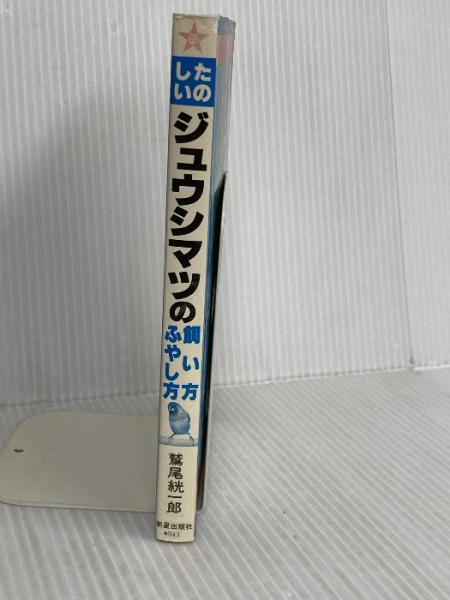 たの
しい
ジュウシマツの
飼い方
ふやし方
鷲尾絖一郎
新星出版社
★943